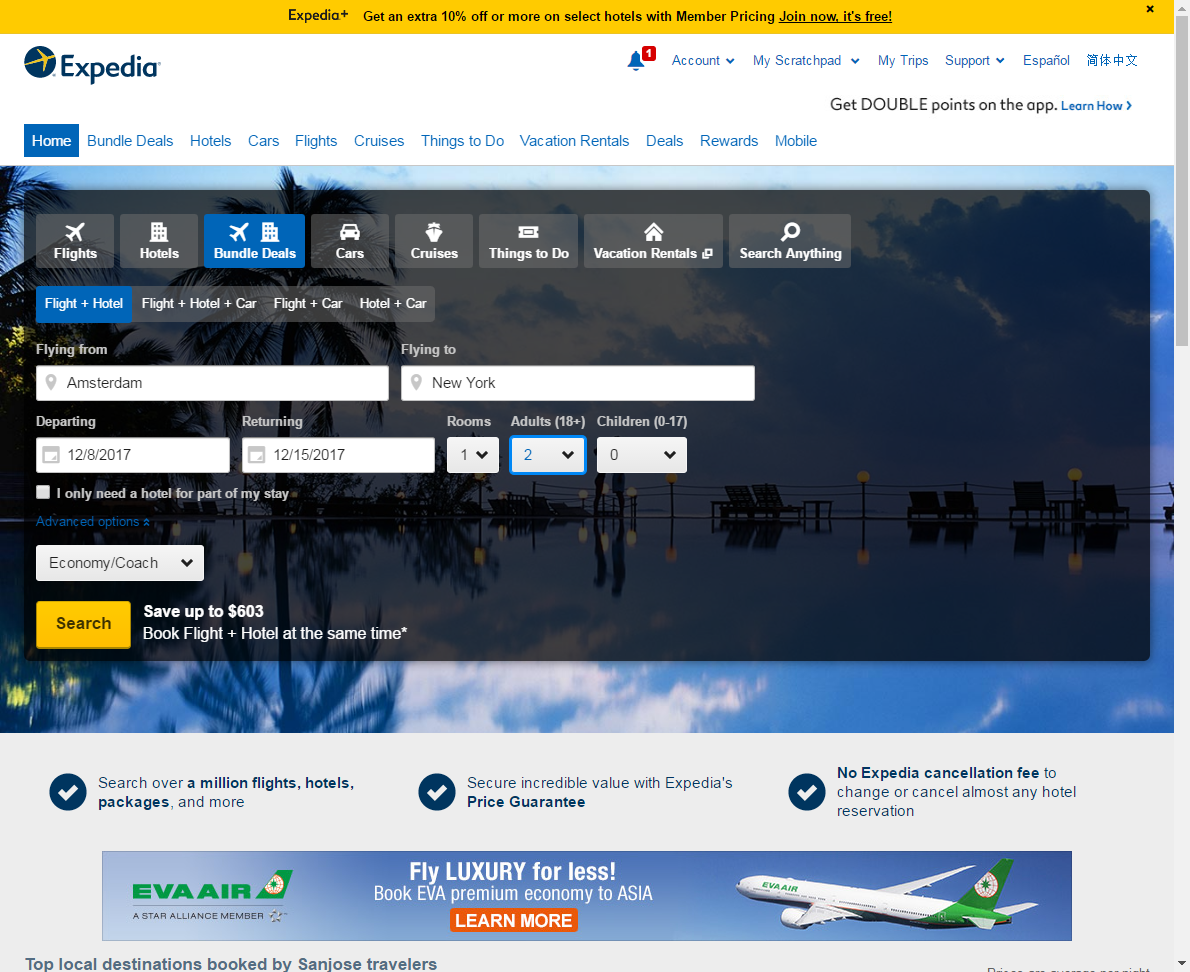 Expedia+ Get an extra 10% off or more on select hotels with Member Pricing Join now, it's free!
Expedia
1
Account My Scratchpad My Trips Support Español 简体中文
Get DOUBLE points on the app. Learn How
Home Bundle Deals Hotels Cars Flights Cruises Things to Do Vacation Rentals Deals Rewards Mobile
Flights Hotels Bundle Deals Cars Cruises Things to Do Vacation Rentals Search Anything
Flight + Hotel Flight + Hotel + Car Flight + Car Hotel + Car
Flying from Flying to
Amsterdam New York
Departing Returning Rooms Adults (18+) Children (0-17)
12/8/2017 12/15/2017 1 2 0
I only need a hotel for part of my stay
Advanced options
Economy/Coach
Save up to $603
Search
Book Flight + Hotel at the same time*
Search over a million flights, hotels,
packages, and more
Secure incredible value with Expedia's
Price Guarantee
No Expedia cancellation fee to
change or cancel almost any hotel
reservation
EVA AIR
A STAR ALLIANCE MEMBER
Fly LUXURY for less!
Book EVA premium economy to ASIA
LEARN MORE
EVA AIR
Top local destinations booked by Sanjose travelers
Prices are average per night